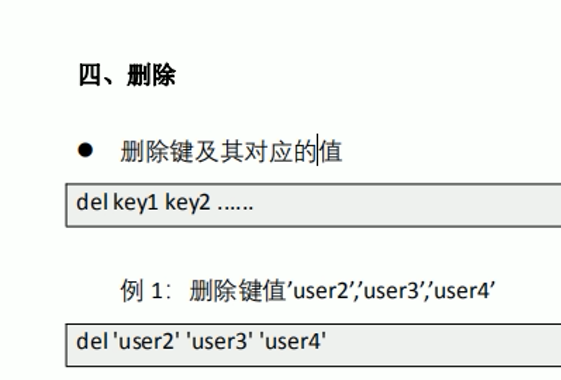 四、删除
● 删除键及其对应的值
del key1 key2 ......
例 1： 删除键值’user2’,’user3’,’user4’
del 'user2' 'user3' 'user4'